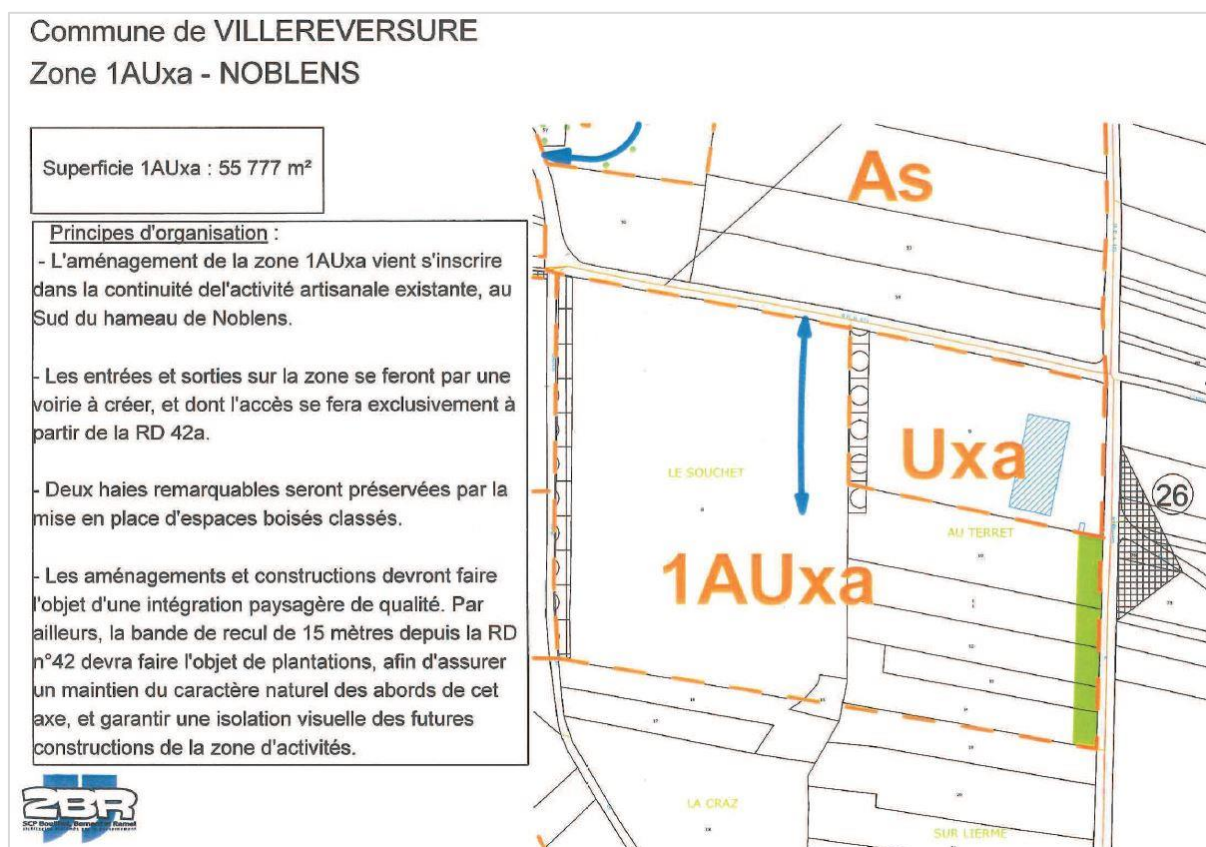 Commune de VILLEREVERSURE
Zone 1AUxa - NOBLENS
Superficie 1AUxa : 55 777 m²
Principes d'organisation :
- L'aménagement de la zone 1AUxa vient s'inscrire
dans la continuité del'activité artisanale existante, au
Sud du hameau de Noblens.
- Les entrées et sorties sur la zone se feront par une
voirie à créer, et dont l'accès se fera exclusivement à
partir de la RD 42a.
- Deux haies remarquables seront préservées par la
mise en place d'espaces boisés classés.
- Les aménagements et constructions devront faire
l'objet d'une intégration paysagère de qualité. Par
ailleurs, la bande de recul de 15 mètres depuis la RD
n°42 devra faire l'objet de plantations, afin d'assurer
un maintien du caractère naturel des abords de cet
axe, et garantir une isolation visuelle des futures
constructions de la zone d'activités.
As
Uxa
26
LE SOUCHET
AU TERRET
1AUxa
LA CRAZ
SUR LIERME
2BR
SCP